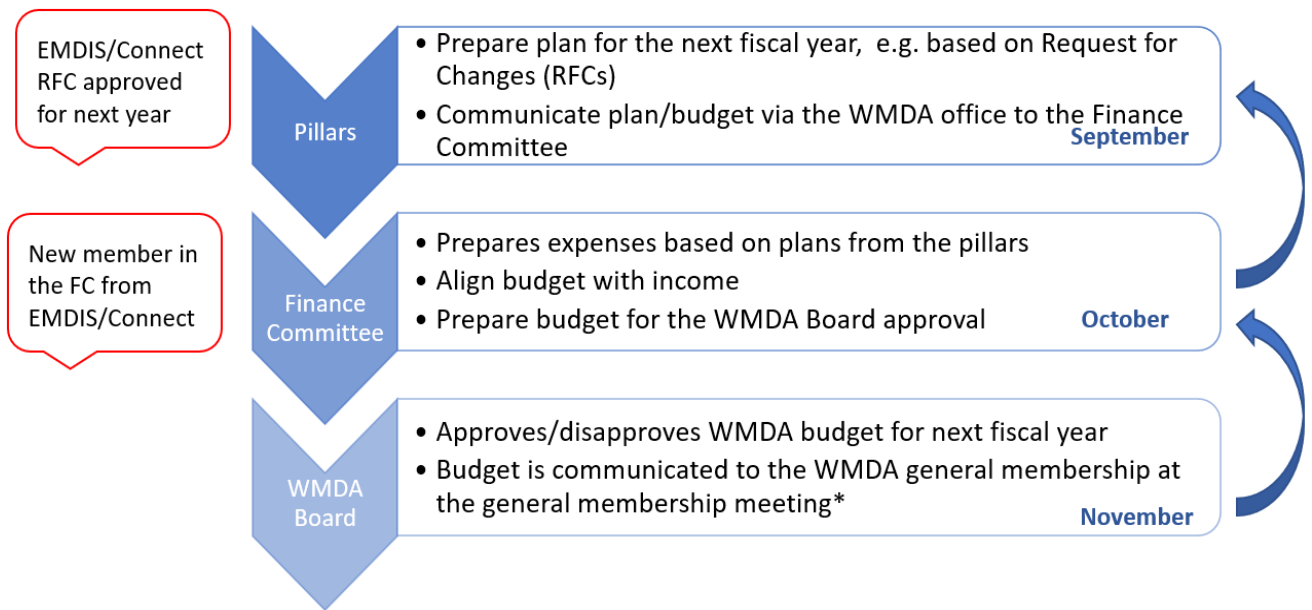 EMDIS/Connect
RFC approved
for next year
Pillars
• Prepare plan for the next fiscal year, e.g. based on Request for
Changes (RFCs)
• Communicate plan/budget via the WMDA office to the Finance
Committee
September
New member in
the FC from
EMDIS/Connect
Finance
Committee
• Prepares expenses based on plans from the pillars
• Align budget with income
• Prepare budget for the WMDA Board approval
October
WMDA
Board
• Approves/disapproves WMDA budget for next fiscal year
• Budget is communicated to the WMDA general membership at
the general membership meeting*
November